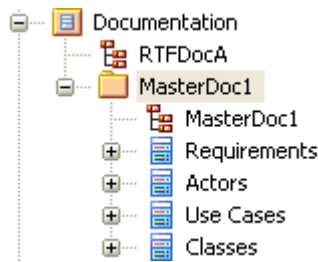 Documentation
RTFDocA
MasterDoc1
MasterDoc1
Requirements
Actors
Use Cases
Classes